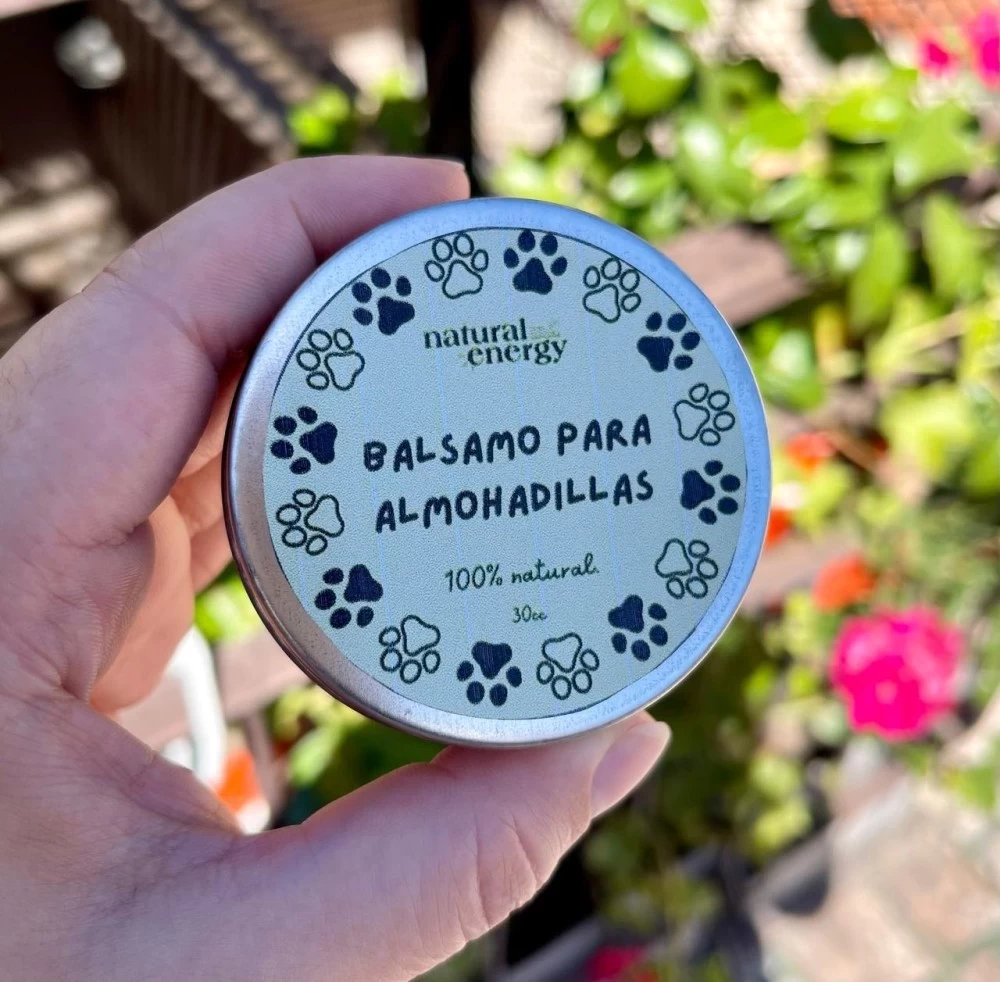 natural
energy
BALSAMO PARA
ALMOHADILLAS
100% natural.
30cc